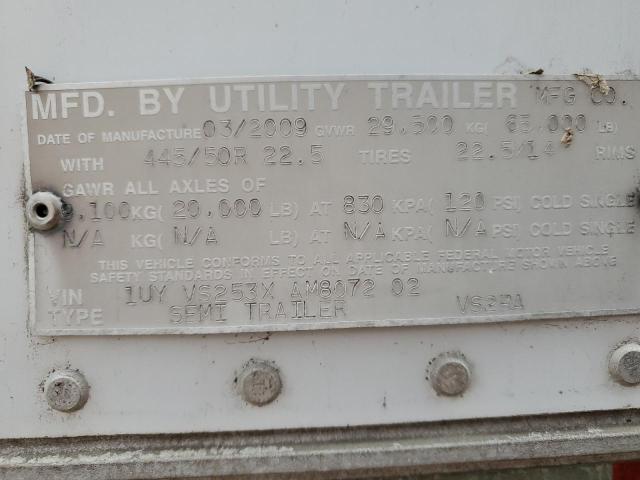 MFD. BY UTILITY TRAILER MFG CO.
DATE OF MANUFACTURE 03/2009 GVWR 29,500 KG( 65,000 LB)
WITH 445/50R 22.5 TIRES 22.5/14 RIMS
GAWR ALL AXLES OF
9,100KG( 20,000 LB) AT 830 KPA( 120 PSI) COLD SINGLE
N/A KG( N/A LB) AT N/A KPA( N/A PSI) COLD SINGLE
THIS VEHICLE CONFORMS TO ALL APPLICABLE FEDERAL MOTOR VEHICLE
SAFETY STANDARDS IN EFFECT ON DATE OF MANUFACTURE SHOWN ABOVE
VIN 1UY VS253X AM8072 02
TYPE SEMI TRAILER VS2RA